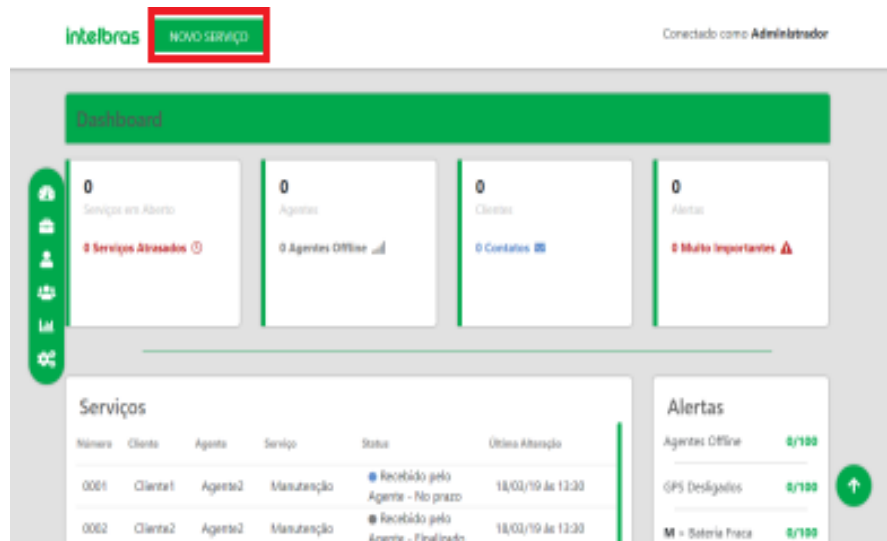 intelbras
NOVO SERVIÇO
Conectado como Administrador
Dashboard
0
Serviços em Aberto
0 Serviços Atrasados
0
Agentes
0 Agentes Offline
0
Clientes
0 Contatos
0
Alertas
0 Muito Importantes
Serviços
Número Cliente Agente Serviço Status Última Alteração
0001 Cliente1 Agente2 Manutenção Recebido pelo Agente - No prazo 18/03/19 às 13:30
0002 Cliente2 Agente2 Manutenção Recebido pelo Agente - Finalizado 18/03/19 às 13:30
Alertas
Agentes Offline 0/100
GPS Desligados 0/100
M - Bateria Fraca 0/100